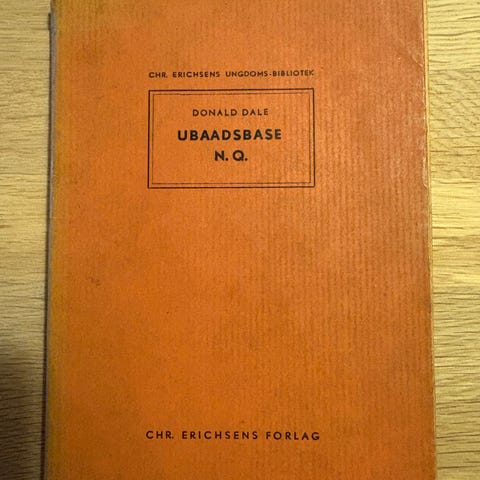 CHR. ERICHSENS UNGDOMS-BIBLIOTEK
DONALD DALE
UBAADSBASE
N. Q.
CHR. ERICHSENS FORLAG